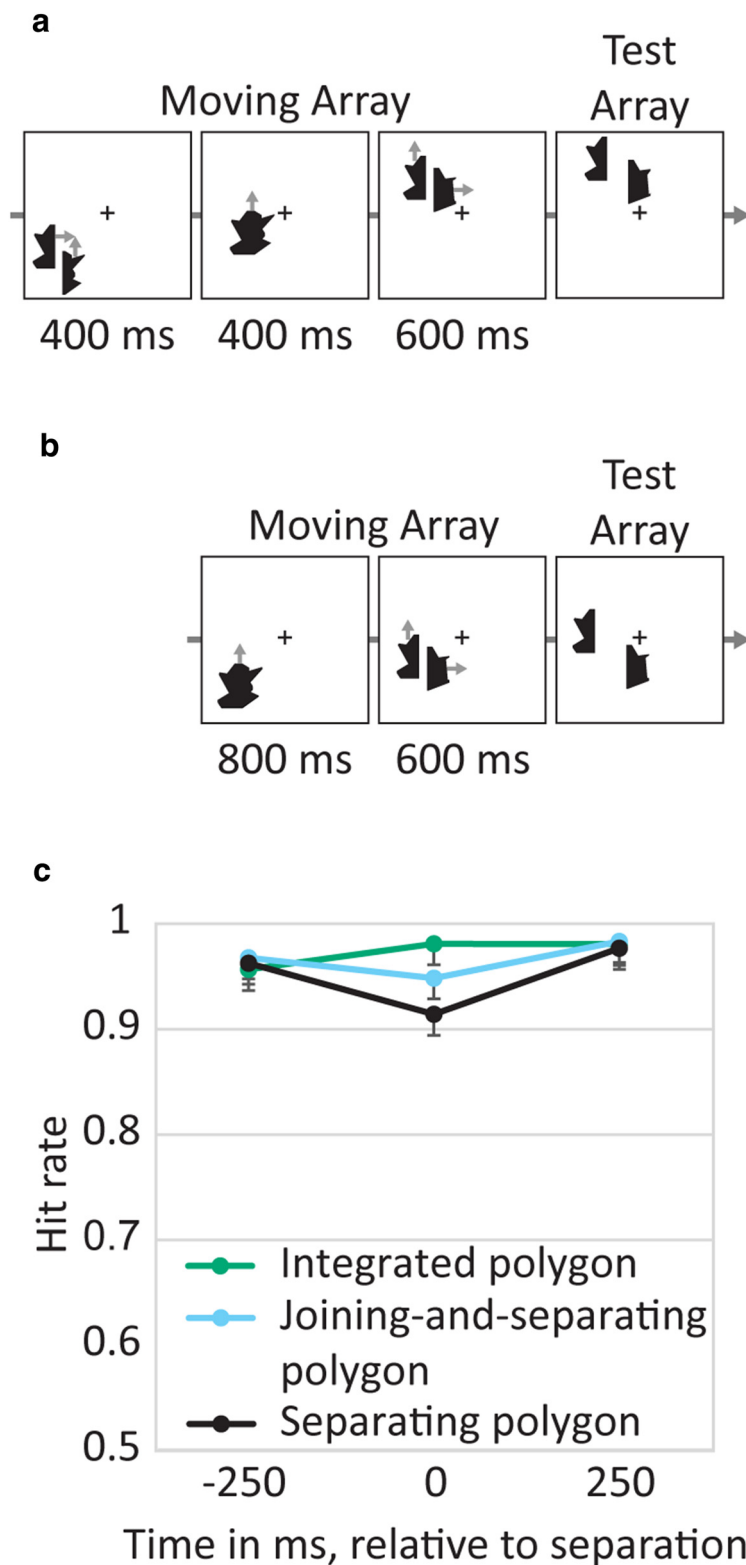 a
Test
Moving Array Array
400 ms 400 ms 600 ms
b
Test
Moving Array Array
800 ms 600 ms
c
1
0.9
0.8
0.7
0.6
0.5
Hit rate
Integrated polygon
Joining-and-separating
polygon
Separating polygon
-250 0 250
Time in ms, relative to separation